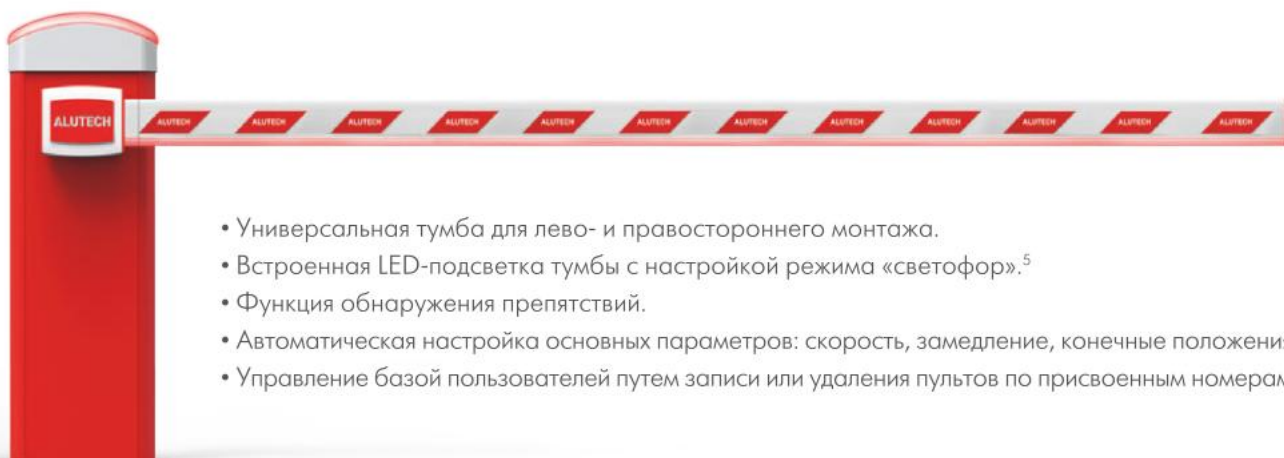 ALUTECH
ALUTECH ALUTECH ALUTECH ALUTECH ALUTECH ALUTECH ALUTECH ALUTECH ALUTECH ALUTECH ALUTECH ALUTECH
• Универсальная тумба для лево- и правостороннего монтажа.
• Встроенная LED-подсветка тумбы с настройкой режима «светофор».⁵
• Функция обнаружения препятствий.
• Автоматическая настройка основных параметров: скорость, замедление, конечные положения
• Управление базой пользователей путем записи или удаления пультов по присвоенным номерам